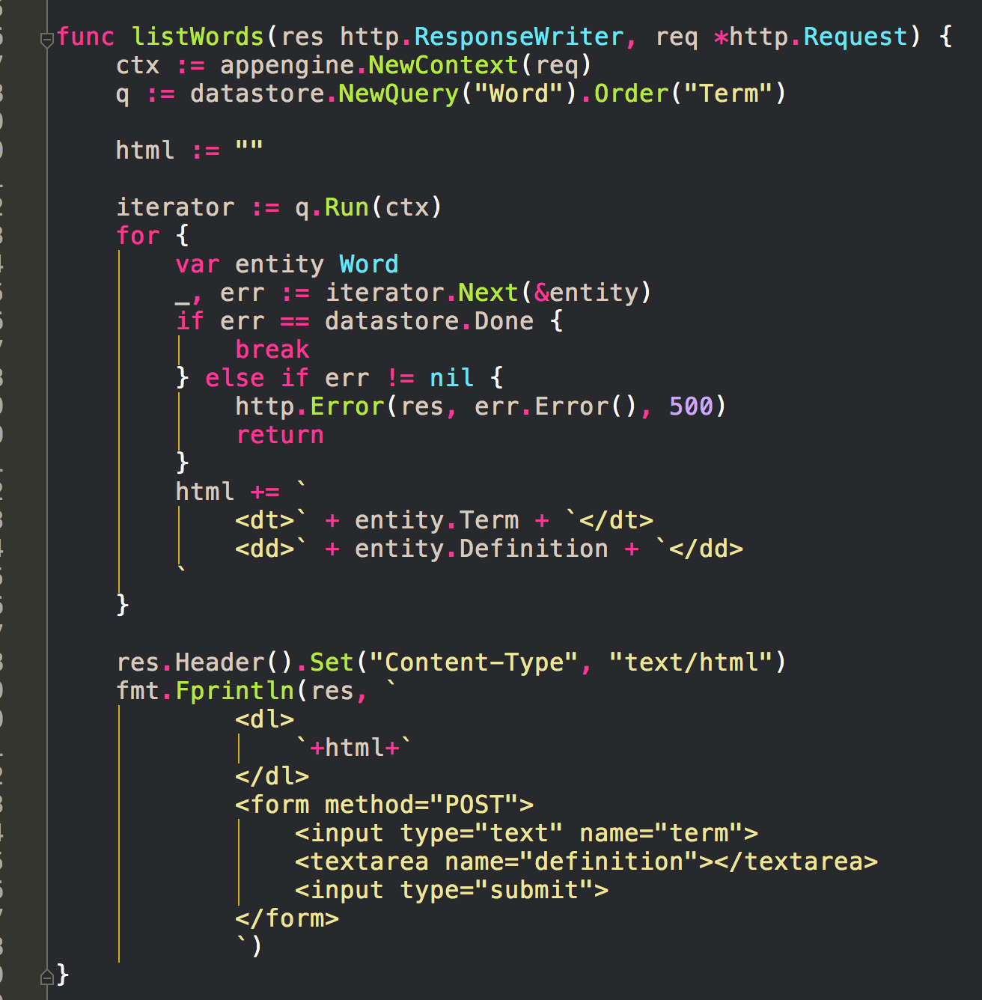 func listWords(res http.ResponseWriter, req *http.Request) {
    ctx := appengine.NewContext(req)
    q := datastore.NewQuery("Word").Order("Term")

    html := ""

    iterator := q.Run(ctx)
    for {
        var entity Word
        _, err := iterator.Next(&entity)
        if err == datastore.Done {
            break
        } else if err != nil {
            http.Error(res, err.Error(), 500)
            return
        }
        html += `
            <dt>` + entity.Term + `</dt>
            <dd>` + entity.Definition + `</dd>
        `
    }

    res.Header().Set("Content-Type", "text/html")
    fmt.Fprintln(res, `
            <dl>
                `+html+`
            </dl>
            <form method="POST">
                <input type="text" name="term">
                <textarea name="definition"></textarea>
                <input type="submit">
            </form>
            `)
}